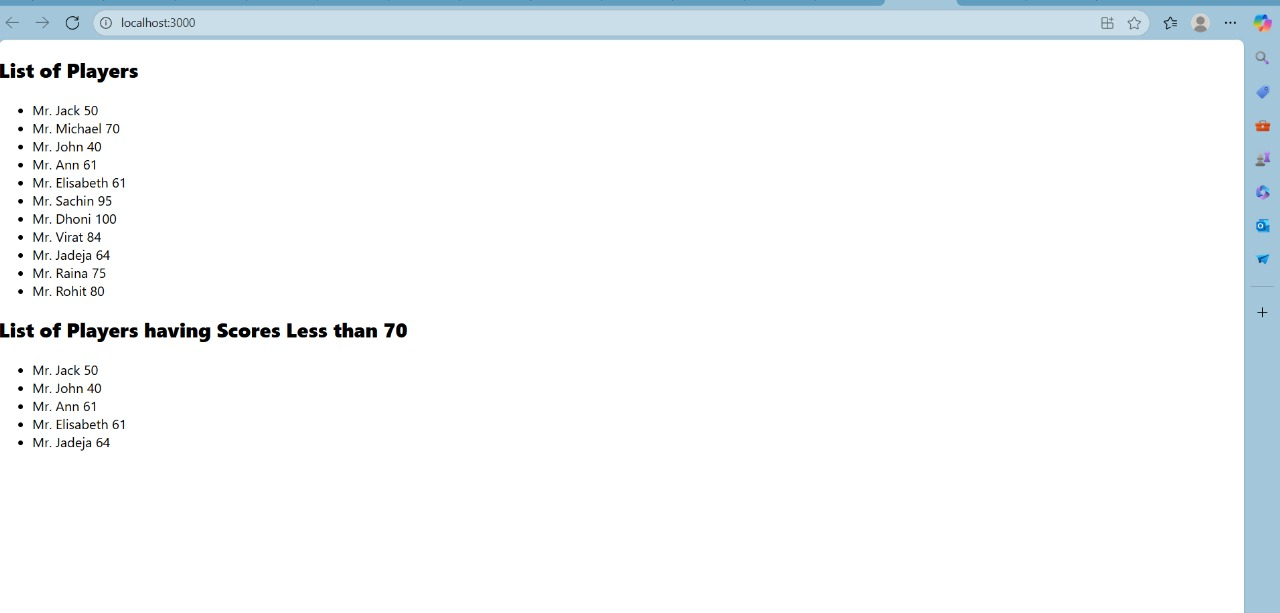 localhost:3000
List of Players
Mr. Jack 50
Mr. Michael 70
Mr. John 40
Mr. Ann 61
Mr. Elisabeth 61
Mr. Sachin 95
Mr. Dhoni 100
Mr. Virat 84
Mr. Jadeja 64
Mr. Raina 75
Mr. Rohit 80
List of Players having Scores Less than 70
Mr. Jack 50
Mr. John 40
Mr. Ann 61
Mr. Elisabeth 61
Mr. Jadeja 64